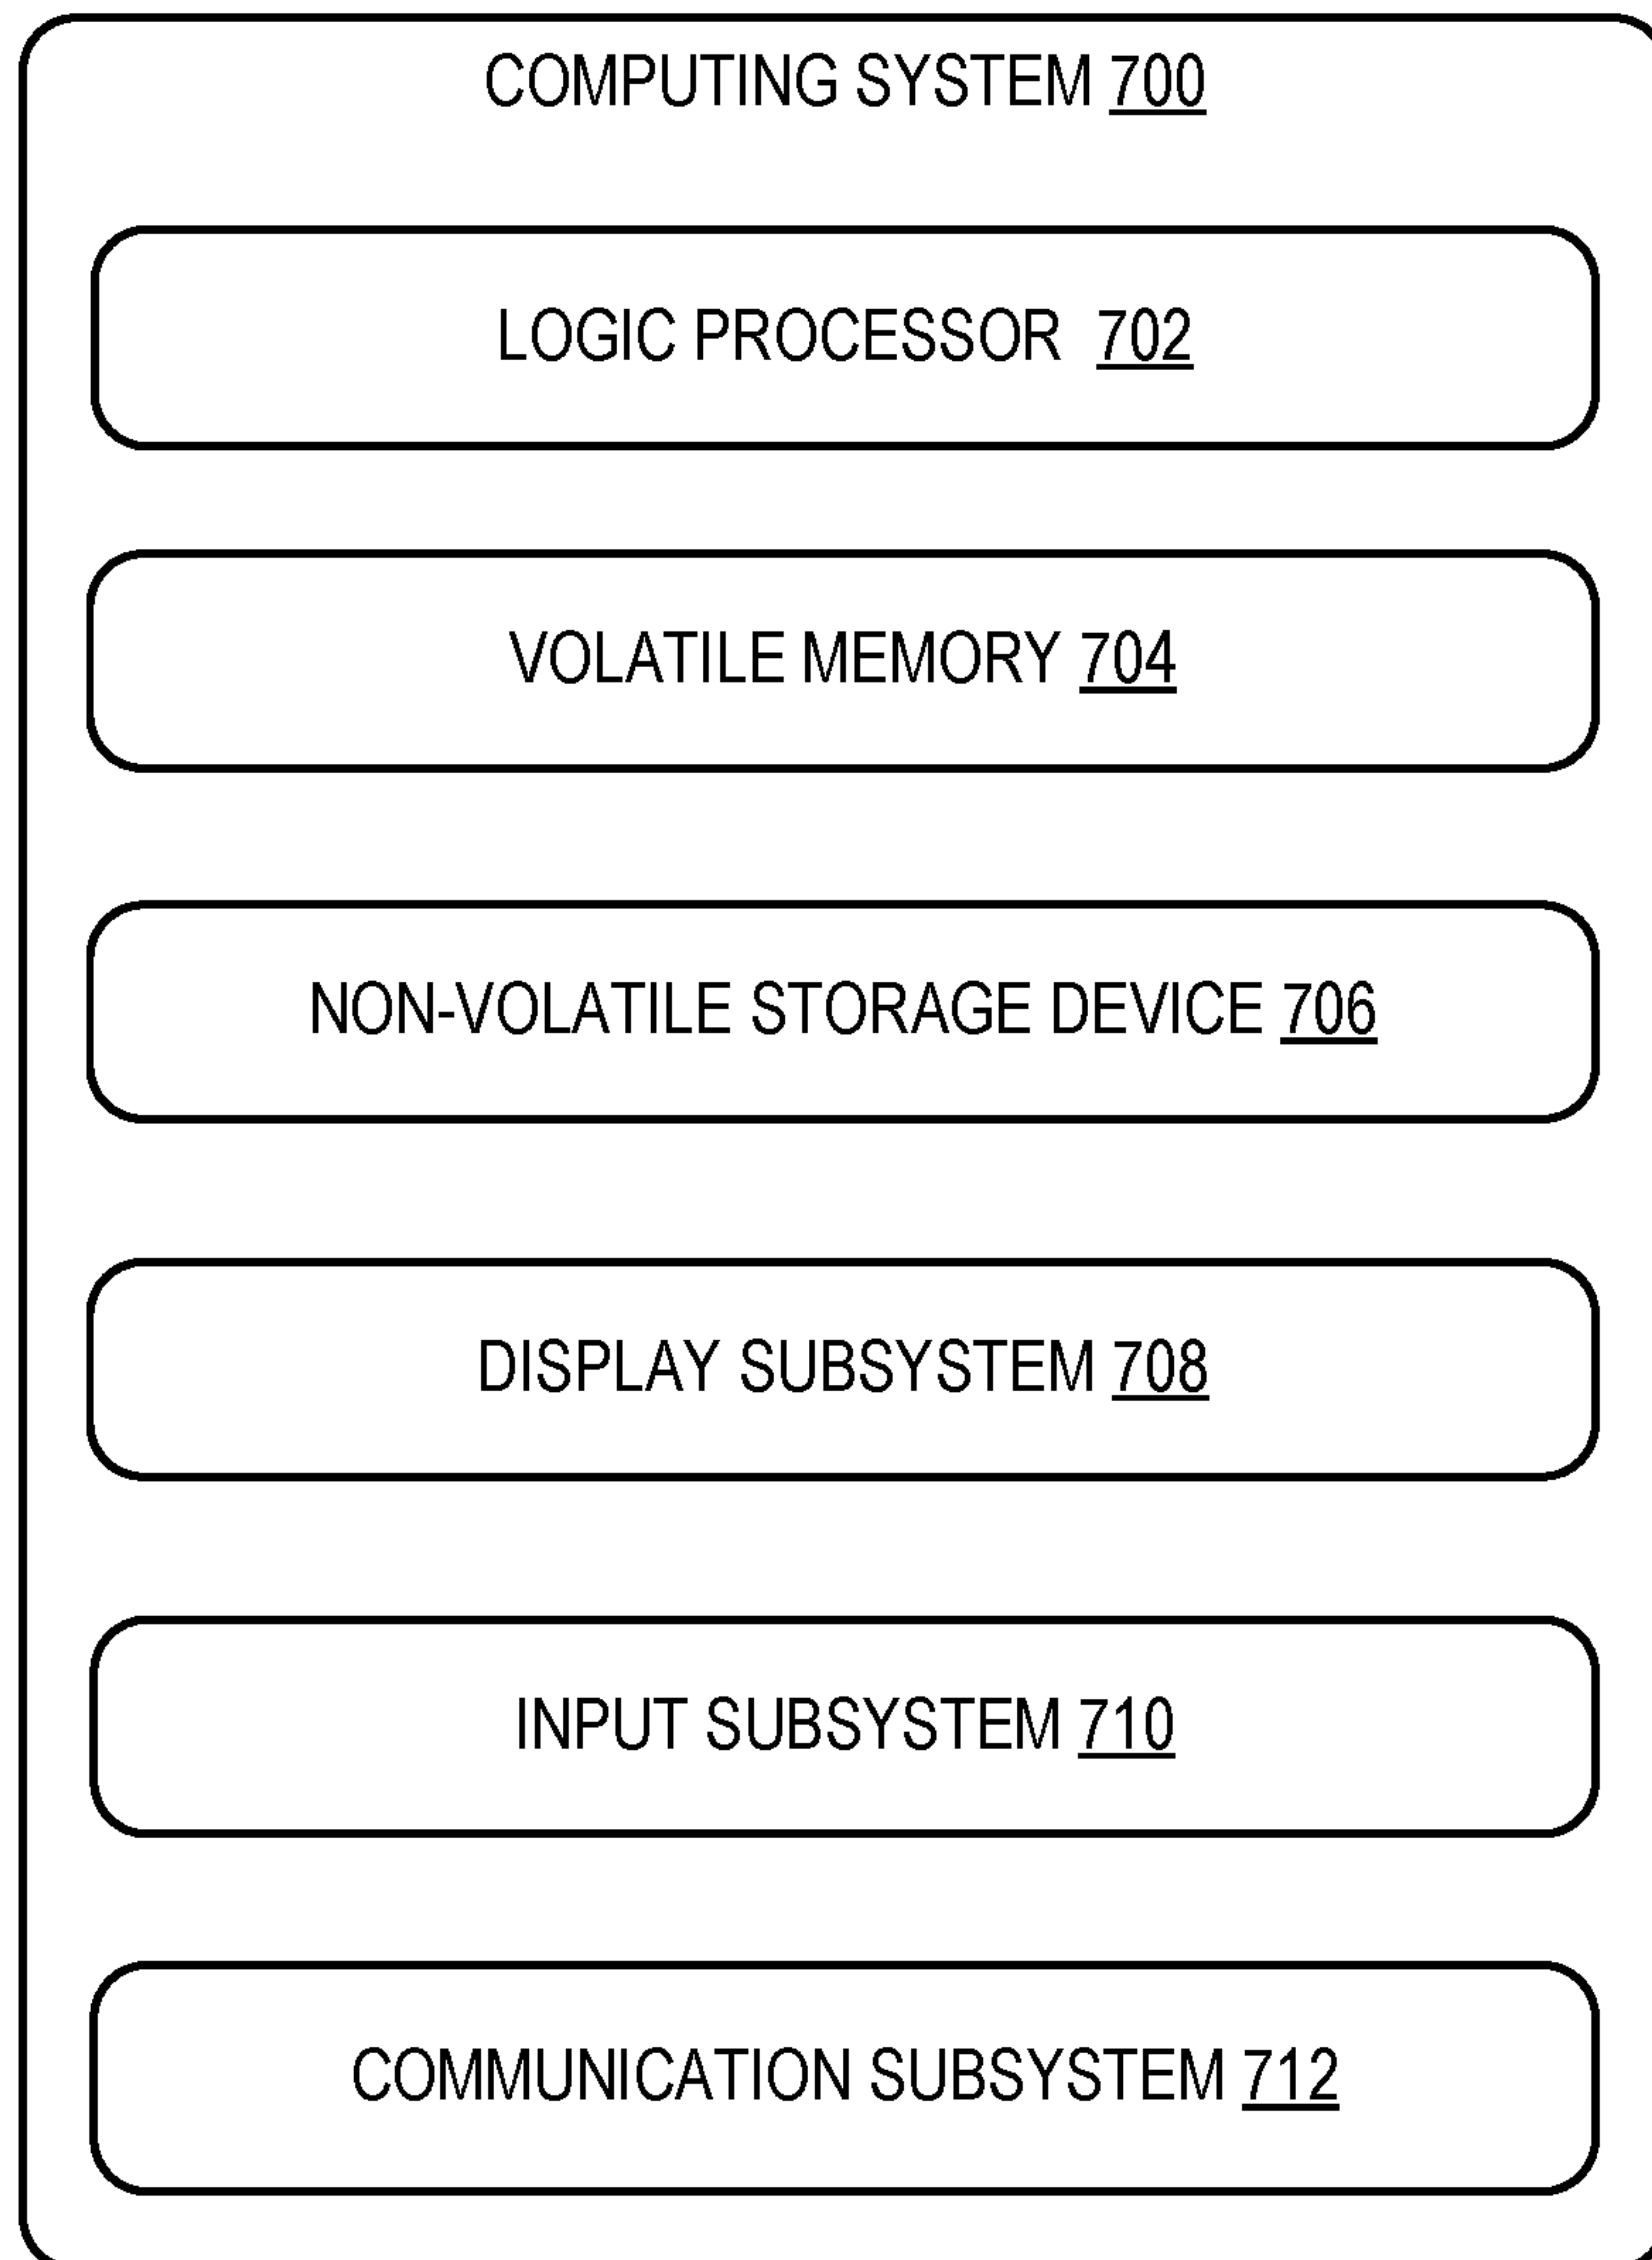 COMPUTING SYSTEM 700
LOGIC PROCESSOR 702
VOLATILE MEMORY 704
NON-VOLATILE STORAGE DEVICE 706
DISPLAY SUBSYSTEM 708
INPUT SUBSYSTEM 710
COMMUNICATION SUBSYSTEM 712